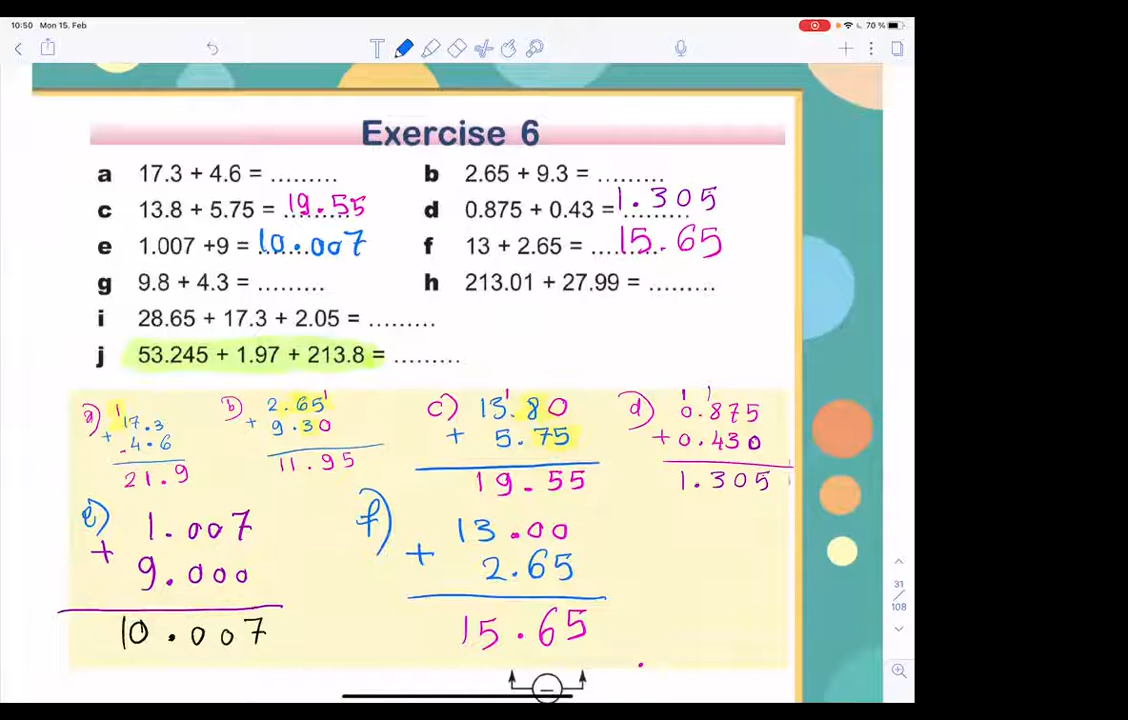 10:50 Mon 15. Feb
70 %
Exercise 6
a 17.3 + 4.6 = .........
b 2.65 + 9.3 = .........
c 13.8 + 5.75 = 19.55
d 0.875 + 0.43 = 1.305
e 1.007 +9 = 10.007
f 13 + 2.65 = 15.65
g 9.8 + 4.3 = .........
h 213.01 + 27.99 = .........
i 28.65 + 17.3 + 2.05 = .........
j 53.245 + 1.97 + 213.8 = .........
a)
1
17.3
+ 4.6
21.9
b)
1
2.65
+ 9.30
11.95
c)
1
13.80
+ 5.75
19.55
d)
1 1
0.875
+ 0.430
1.305
e)
1.007
+ 9.000
10.007
f)
13.00
+ 2.65
15.65
31
/
108